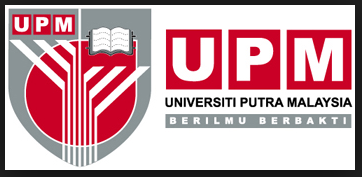 UPM
UPM
UNIVERSITI PUTRA MALAYSIA
BERILMU BERBAKTI